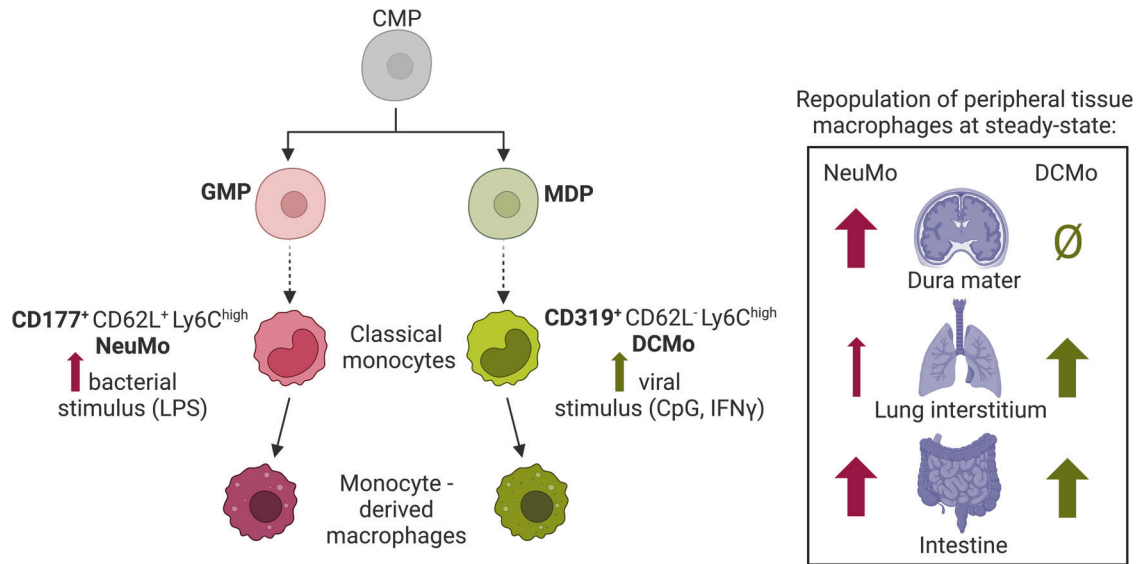 CMP
GMP
MDP
CD177⁺ CD62L⁺ Ly6Cʰⁱᵍʰ
NeuMo
bacterial
stimulus (LPS)
Classical
monocytes
CD319⁺ CD62L⁻ Ly6Cʰⁱᵍʰ
DCMo
viral
stimulus (CpG, IFNγ)
Monocyte -
derived
macrophages
Repopulation of peripheral tissue
macrophages at steady-state:
NeuMo
DCMo
Ø
Dura mater
Lung interstitium
Intestine